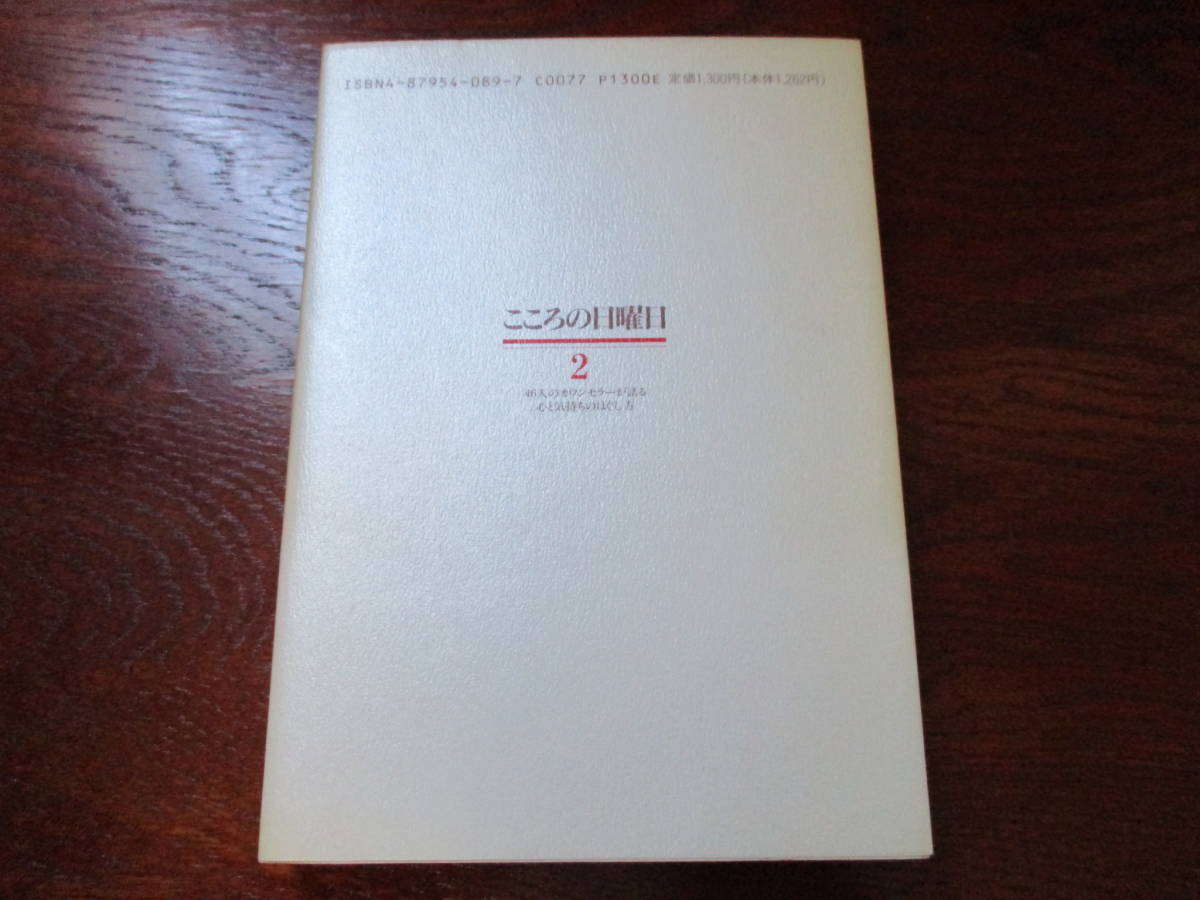 ISBN4-87954-089-7 C0077 P1300E 定価1,300円(本体1,262円)
こころの日曜日
2
46人のカウンセラーが語る
心と気持ちのほぐし方